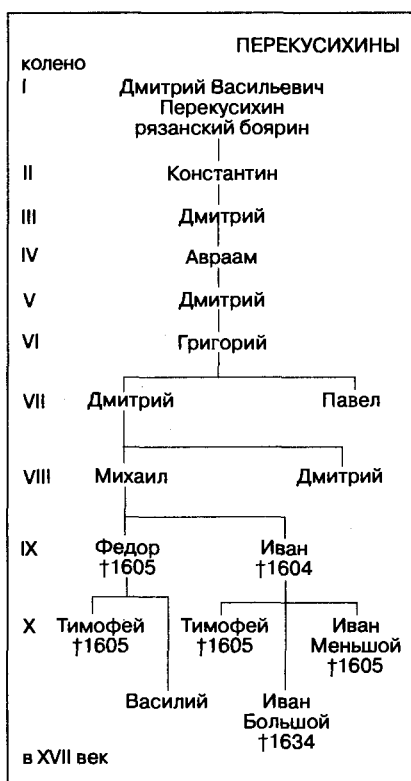 ПЕРЕКУСИХИНЫ
колено
I Дмитрий Васильевич
Перекусихин
рязанский боярин
II Константин
III Дмитрий
IV Авраам
V Дмитрий
VI Григорий
VII Дмитрий Павел
VIII Михаил Дмитрий
IX Федор Иван
†1605 †1604
X Тимофей Тимофей Иван
†1605 †1605 Меньшой
†1605
Василий Иван
Большой
†1634
в XVII век